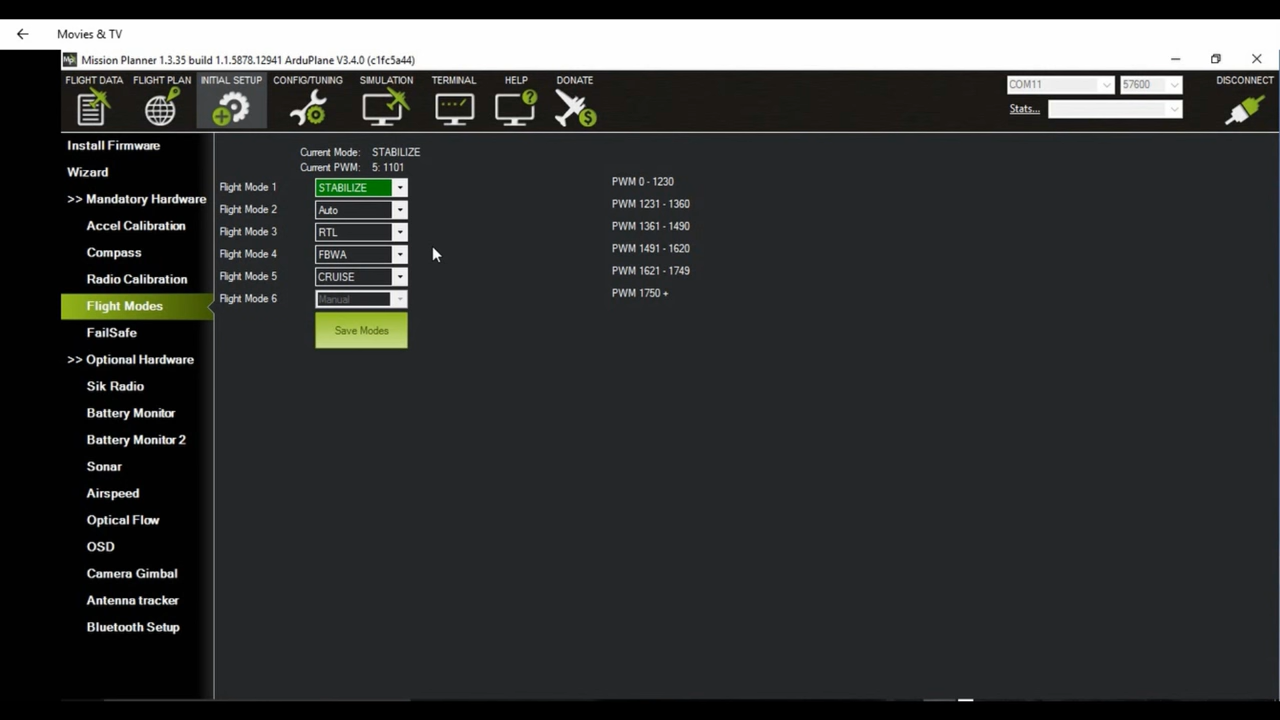 Movies & TV
Mission Planner 1.3.35 build 1.1.5878.12941 ArduPlane V3.4.0 (c1fc5a44)
FLIGHT DATA FLIGHT PLAN INITIAL SETUP CONFIG/TUNING SIMULATION TERMINAL HELP DONATE COM11 57600 DISCONNECT
Stats...
Install Firmware
Wizard
>> Mandatory Hardware
Accel Calibration
Compass
Radio Calibration
Flight Modes
FailSafe
>> Optional Hardware
Sik Radio
Battery Monitor
Battery Monitor 2
Sonar
Airspeed
Optical Flow
OSD
Camera Gimbal
Antenna tracker
Bluetooth Setup
Current Mode: STABILIZE
Current PWM: 5: 1101
Flight Mode 1 STABILIZE PWM 0 - 1230
Flight Mode 2 Auto PWM 1231 - 1360
Flight Mode 3 RTL PWM 1361 - 1490
Flight Mode 4 FBWA PWM 1491 - 1620
Flight Mode 5 CRUISE PWM 1621 - 1749
Flight Mode 6 Manual PWM 1750 +
Save Modes